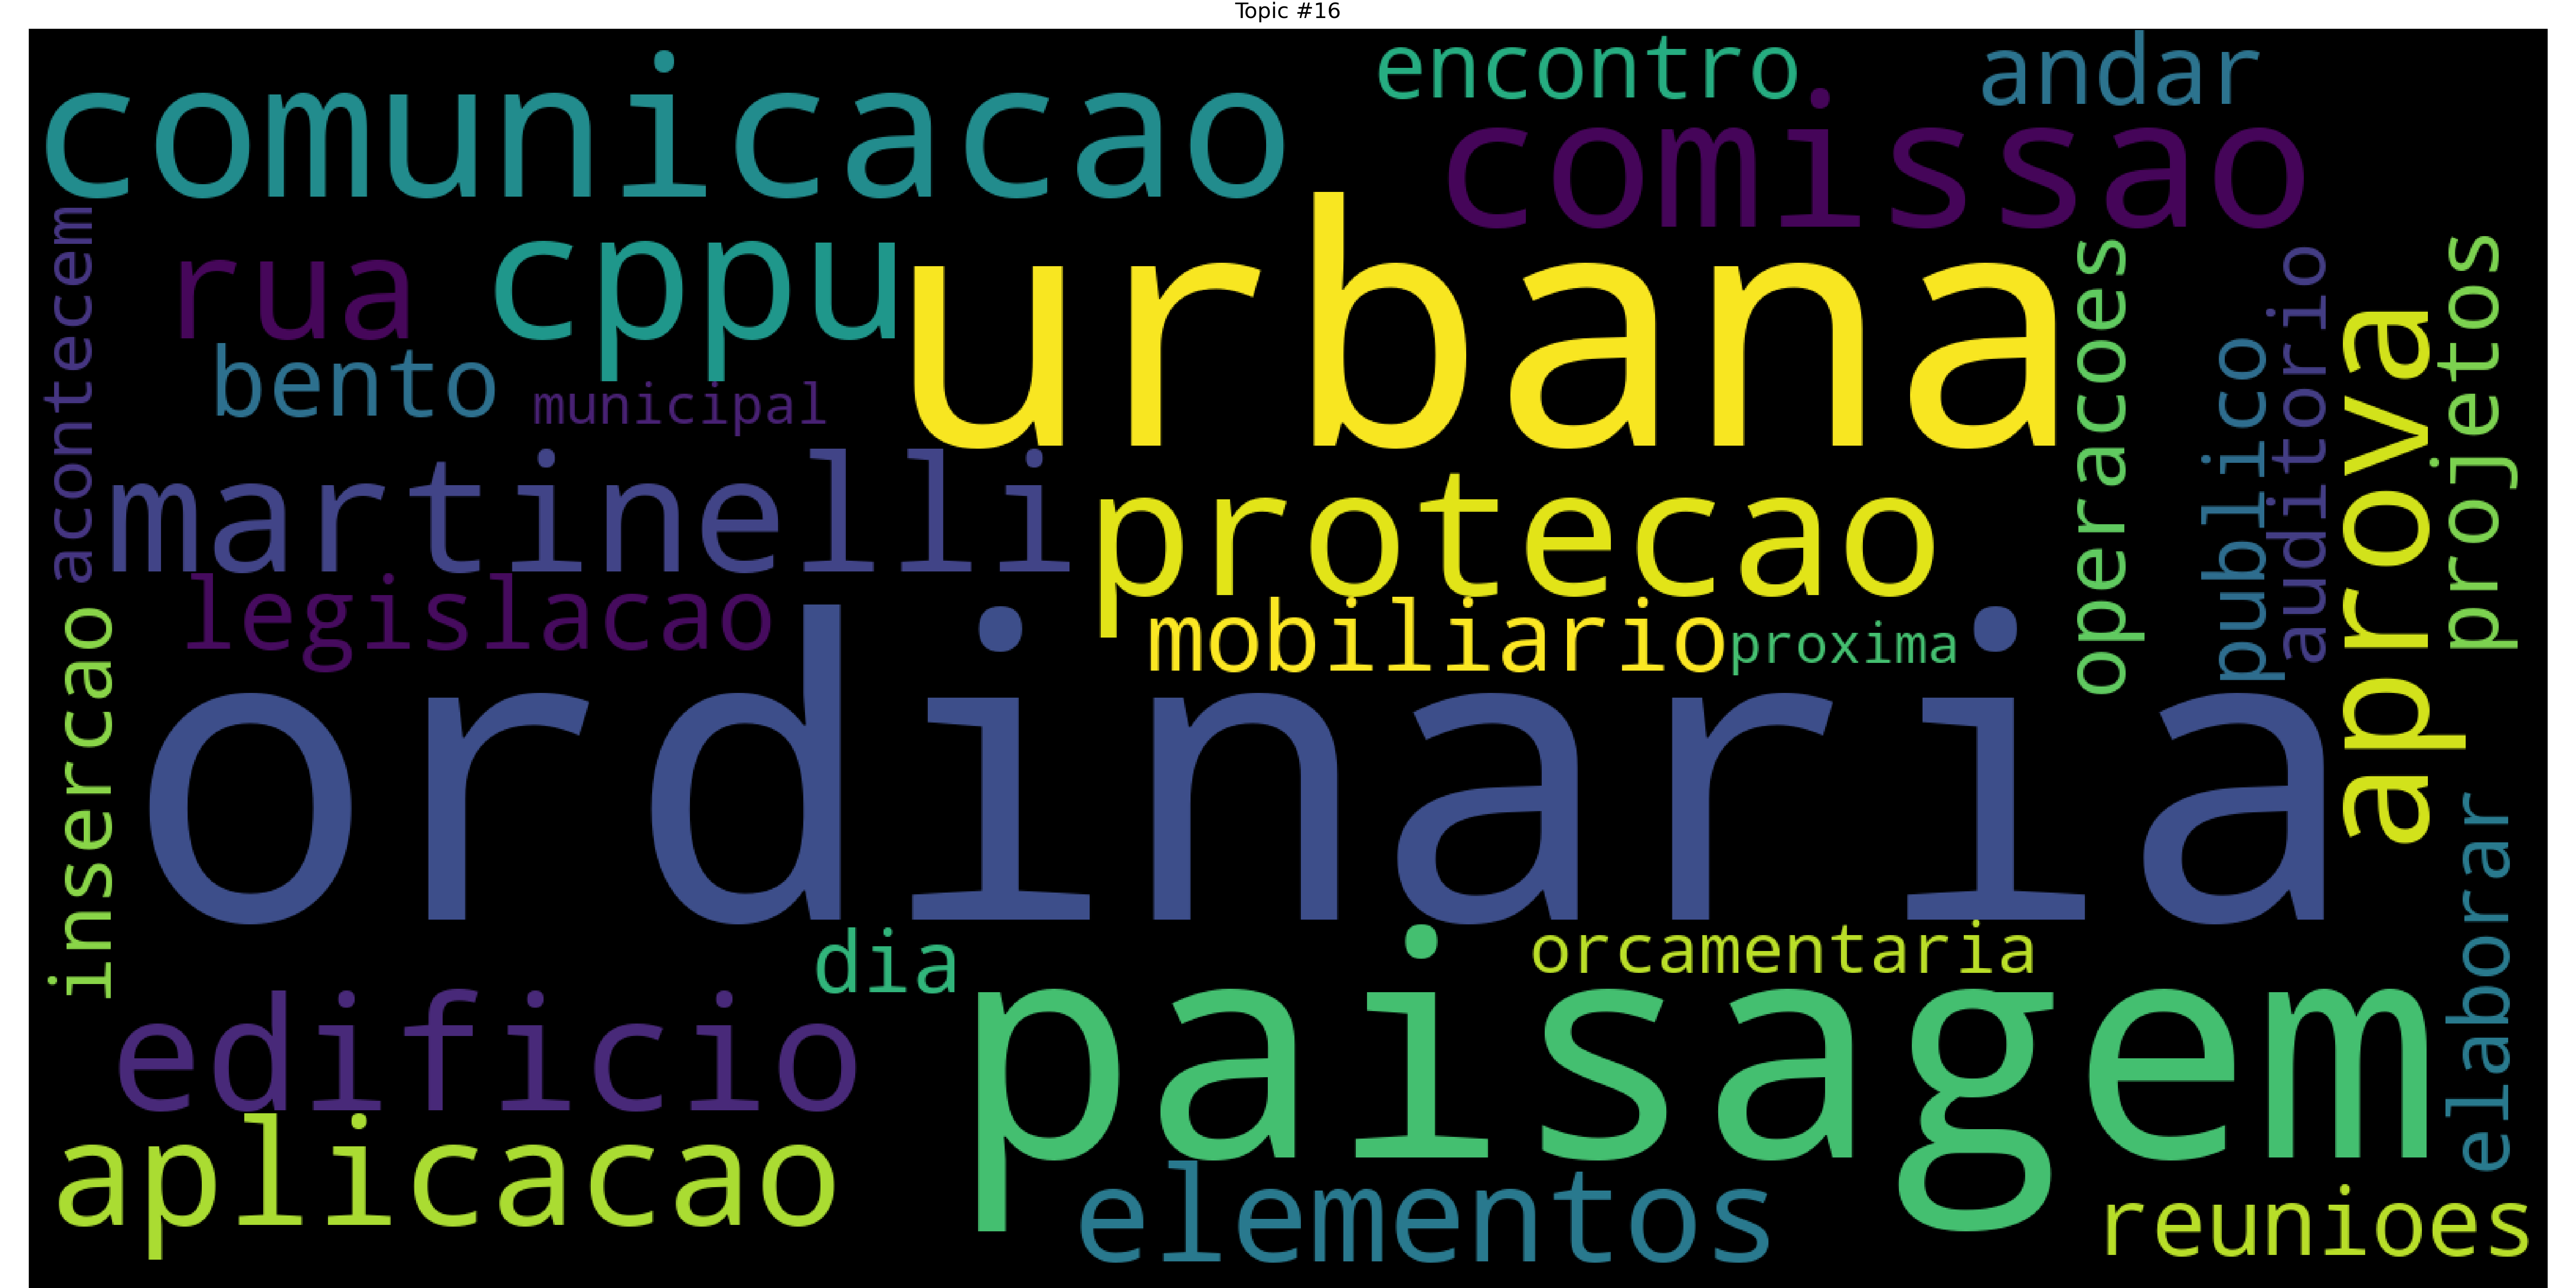 Topic #16
encontro
andar
comunicacao
comissao
rua
cppu
urbana
acontecem
bento
municipal
operacoes
publico
auditorio
aprova
projetos
martinelli
protecao
legislacao
mobiliario
proxima
insercao
ordinaria
elaborar
dia
orcamentaria
edificio
paisagem
aplicacao
elementos
reunioes